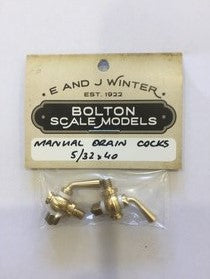 E AND J WINTER
EST. 1922
BOLTON
SCALE MODELS
MANUAL DRAIN COCKS
5/32 x 40